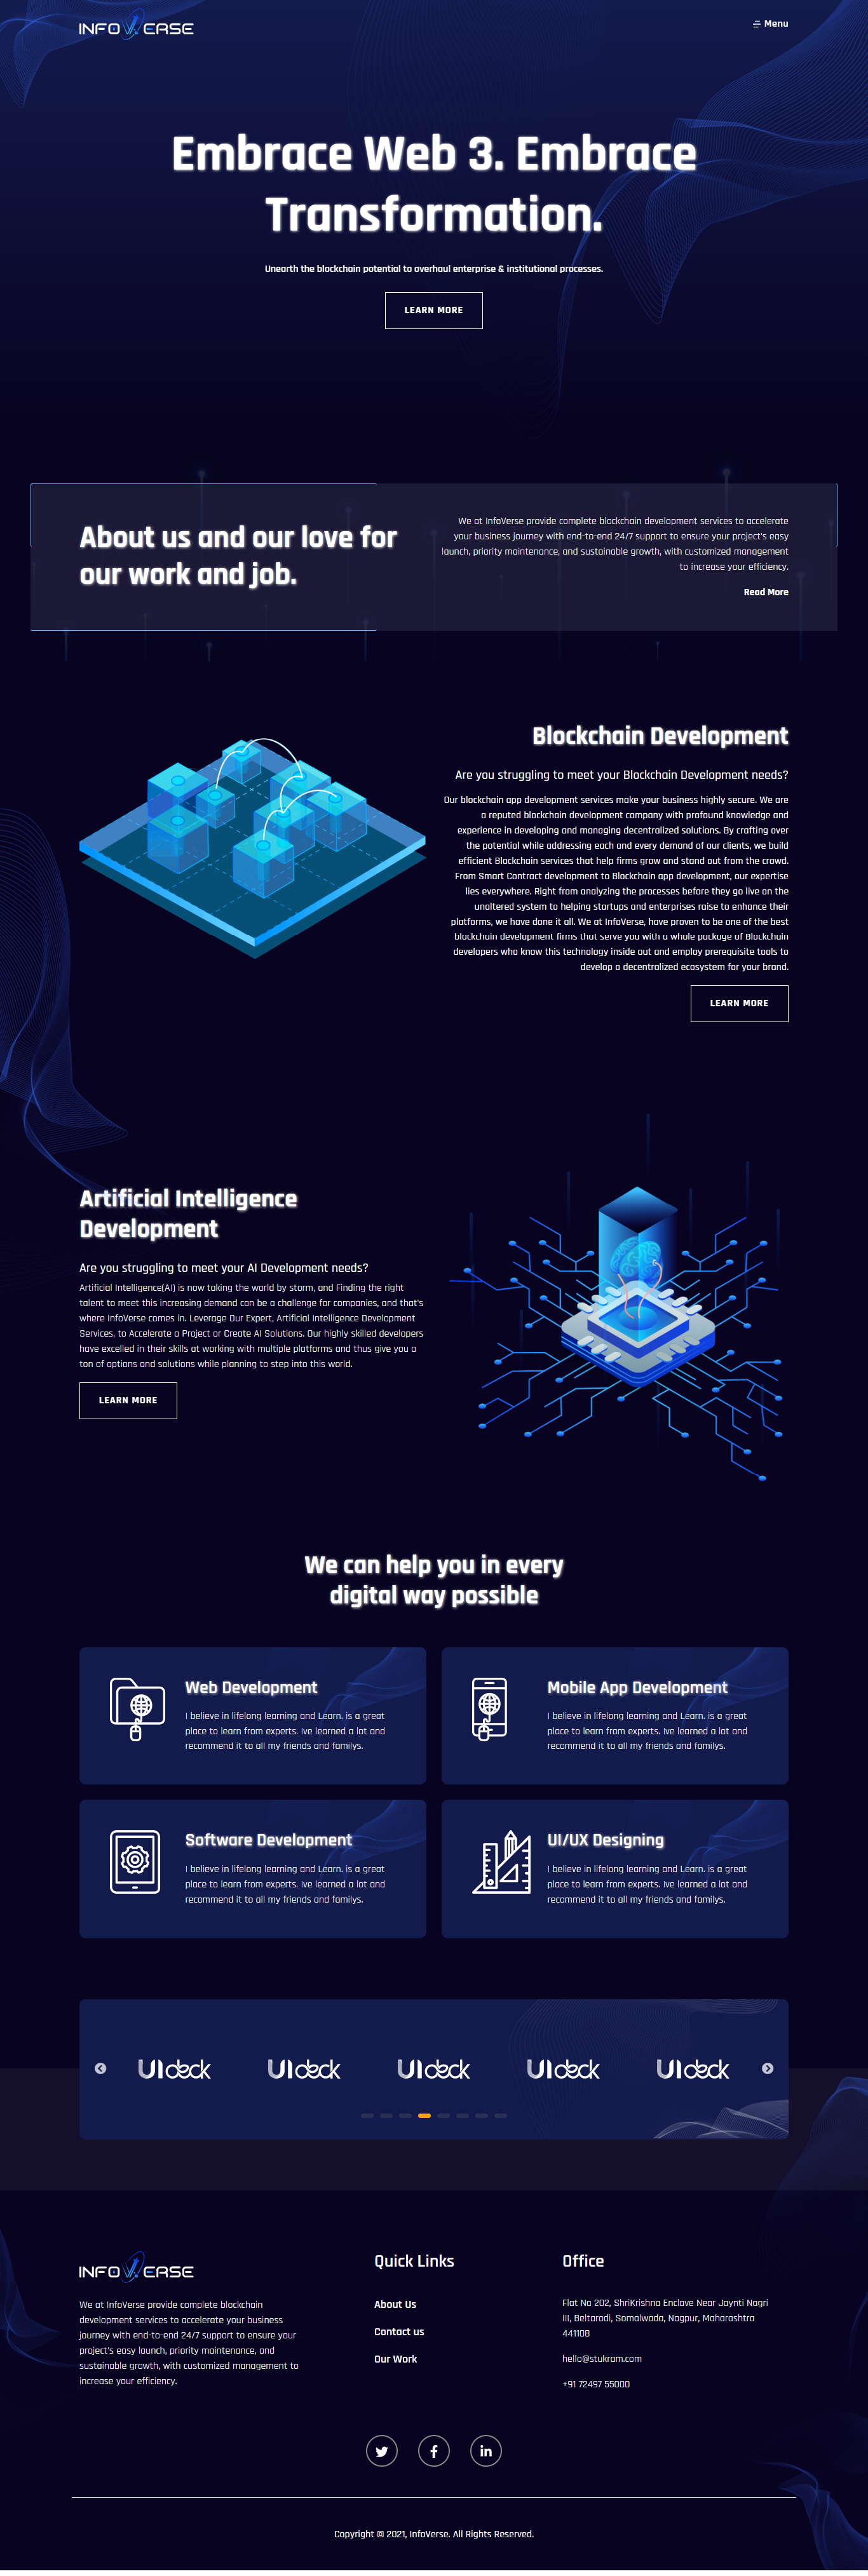 INFOVERSE
Menu
Embrace Web 3. Embrace
Transformation.
Unearth the blockchain potential to overhaul enterprise & institutional processes.
LEARN MORE
About us and our love for
our work and job.
We at InfoVerse provide complete blockchain development services to accelerate
your business journey with end-to-end 24/7 support to ensure your project's easy
launch, priority maintenance, and sustainable growth, with customized management
to increase your efficiency.
Read More
Blockchain Development
Are you struggling to meet your Blockchain Development needs?
Our blockchain app development services make your business highly secure. We are
a reputed blockchain development company with profound knowledge and
experience in developing and managing decentralized solutions. By crafting over
the potential while addressing each and every demand of our clients, we build
efficient Blockchain services that help firms grow and stand out from the crowd.
From Smart Contract development to Blockchain app development, our expertise
lies everywhere. Right from analyzing the processes before they go live on the
unaltered system to helping startups and enterprises raise to enhance their
platforms, we have done it all. We at InfoVerse, have proven to be one of the best
blockchain development firms that serve you with a whole package of Blockchain
developers who know this technology inside out and employ prerequisite tools to
develop a decentralized ecosystem for your brand.
LEARN MORE
Artificial Intelligence
Development
Are you struggling to meet your AI Development needs?
Artificial Intelligence(AI) is now taking the world by storm, and Finding the right
talent to meet this increasing demand can be a challenge for companies, and that's
where InfoVerse comes in. Leverage Our Expert, Artificial Intelligence Development
Services, to Accelerate a Project or Create AI Solutions. Our highly skilled developers
have excelled in their skills at working with multiple platforms and thus give you a
ton of options and solutions while planning to step into this world.
LEARN MORE
We can help you in every
digital way possible
Web Development
I believe in lifelong learning and Learn. is a great
place to learn from experts. Ive learned a lot and
recommend it to all my friends and familys.
Mobile App Development
I believe in lifelong learning and Learn. is a great
place to learn from experts. Ive learned a lot and
recommend it to all my friends and familys.
Software Development
I believe in lifelong learning and Learn. is a great
place to learn from experts. Ive learned a lot and
recommend it to all my friends and familys.
UI/UX Designing
I believe in lifelong learning and Learn. is a great
place to learn from experts. Ive learned a lot and
recommend it to all my friends and familys.
UIdeck UIdeck UIdeck UIdeck UIdeck
INFOVERSE
We at InfoVerse provide complete blockchain
development services to accelerate your business
journey with end-to-end 24/7 support to ensure your
project's easy launch, priority maintenance, and
sustainable growth, with customized management to
increase your efficiency.
Quick Links
About Us
Contact us
Our Work
Office
Flat No 202, ShriKrishna Enclave Near Jaynti Nagri
III, Beltarodi, Somalwada, Nagpur, Maharashtra
441108
hello@stukram.com
+91 72497 55000
Copyright © 2021, InfoVerse. All Rights Reserved.